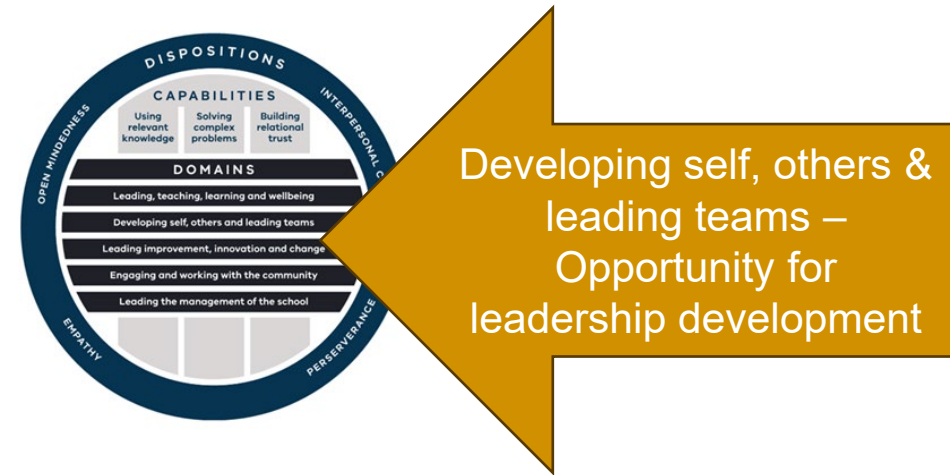 DISPOSITIONS
OPEN MINDEDNESS
INTERPERSONAL
EMPATHY
PERSERVERANCE
CAPABILITIES
Using
relevant
knowledge
Solving
complex
problems
Building
relational
trust
DOMAINS
Leading, teaching, learning and wellbeing
Developing self, others and leading teams
Leading improvement, innovation and change
Engaging and working with the community
Leading the management of the school
Developing self, others &
leading teams –
Opportunity for
leadership development